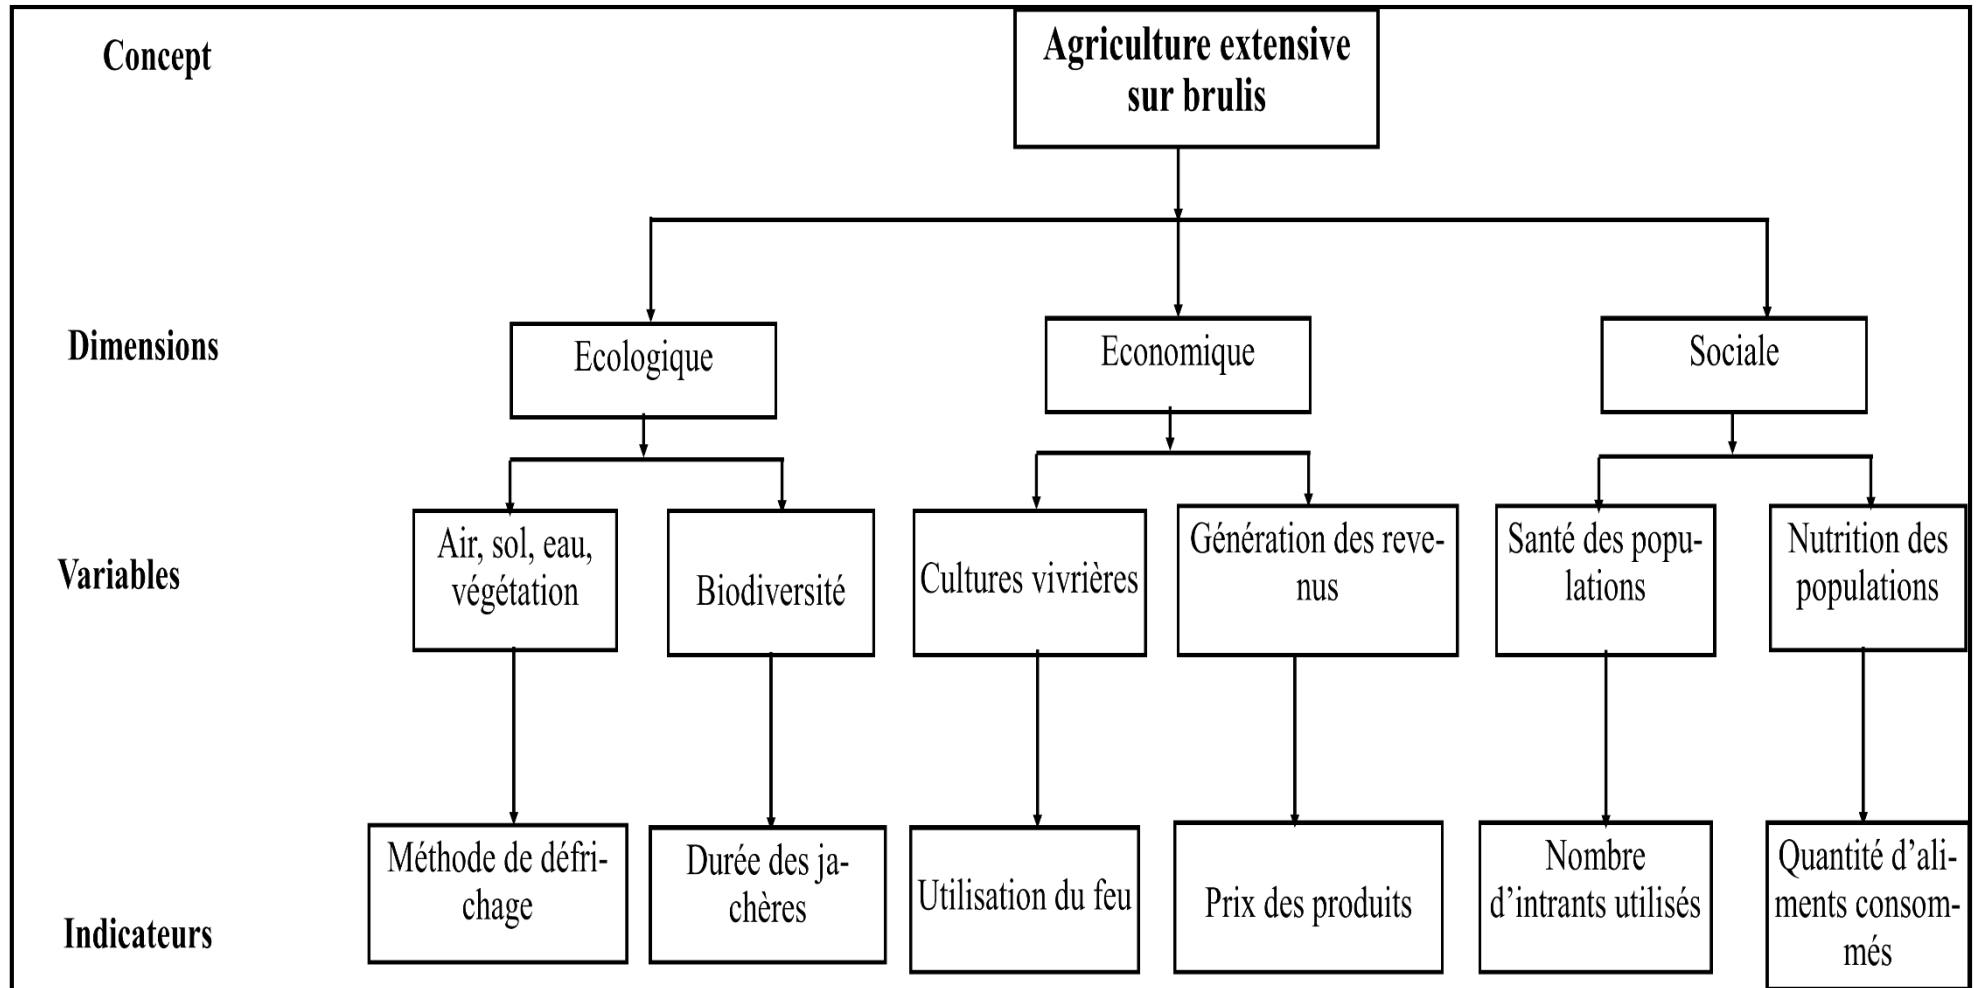 Concept
Agriculture extensive
sur brulis
Dimensions
Ecologique
Economique
Sociale
Variables
Air, sol, eau,
végétation
Biodiversité
Cultures vivrières
Génération des reve-
nus
Santé des popu-
lations
Nutrition des
populations
Indicateurs
Méthode de défri-
chage
Durée des ja-
chères
Utilisation du feu
Prix des produits
Nombre
d’intrants utilisés
Quantité d’ali-
ments consom-
més